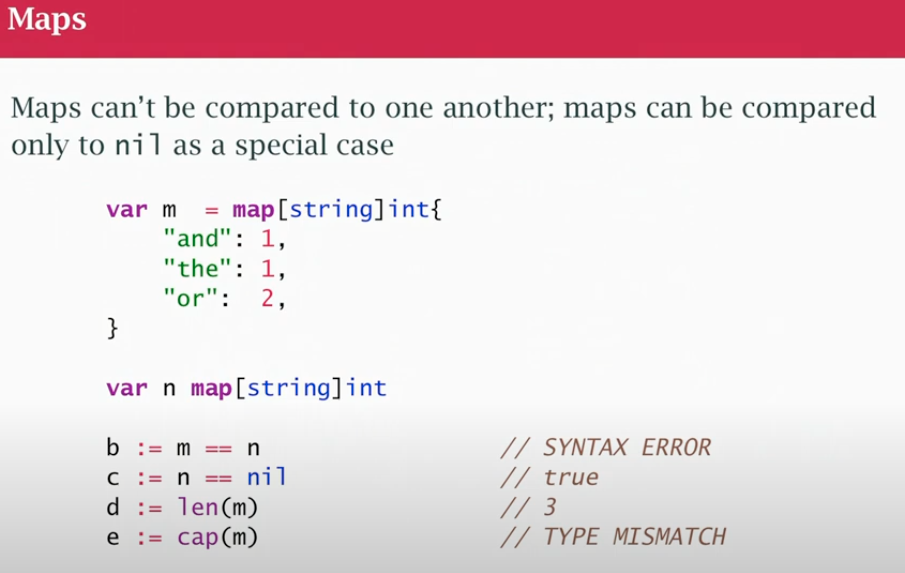 Maps
Maps can’t be compared to one another; maps can be compared
only to nil as a special case
var m  = map[string]int{
    "and": 1,
    "the": 1,
    "or":  2,
}
var n map[string]int
b := m == n                 // SYNTAX ERROR
c := n == nil               // true
d := len(m)                 // 3
e := cap(m)                 // TYPE MISMATCH